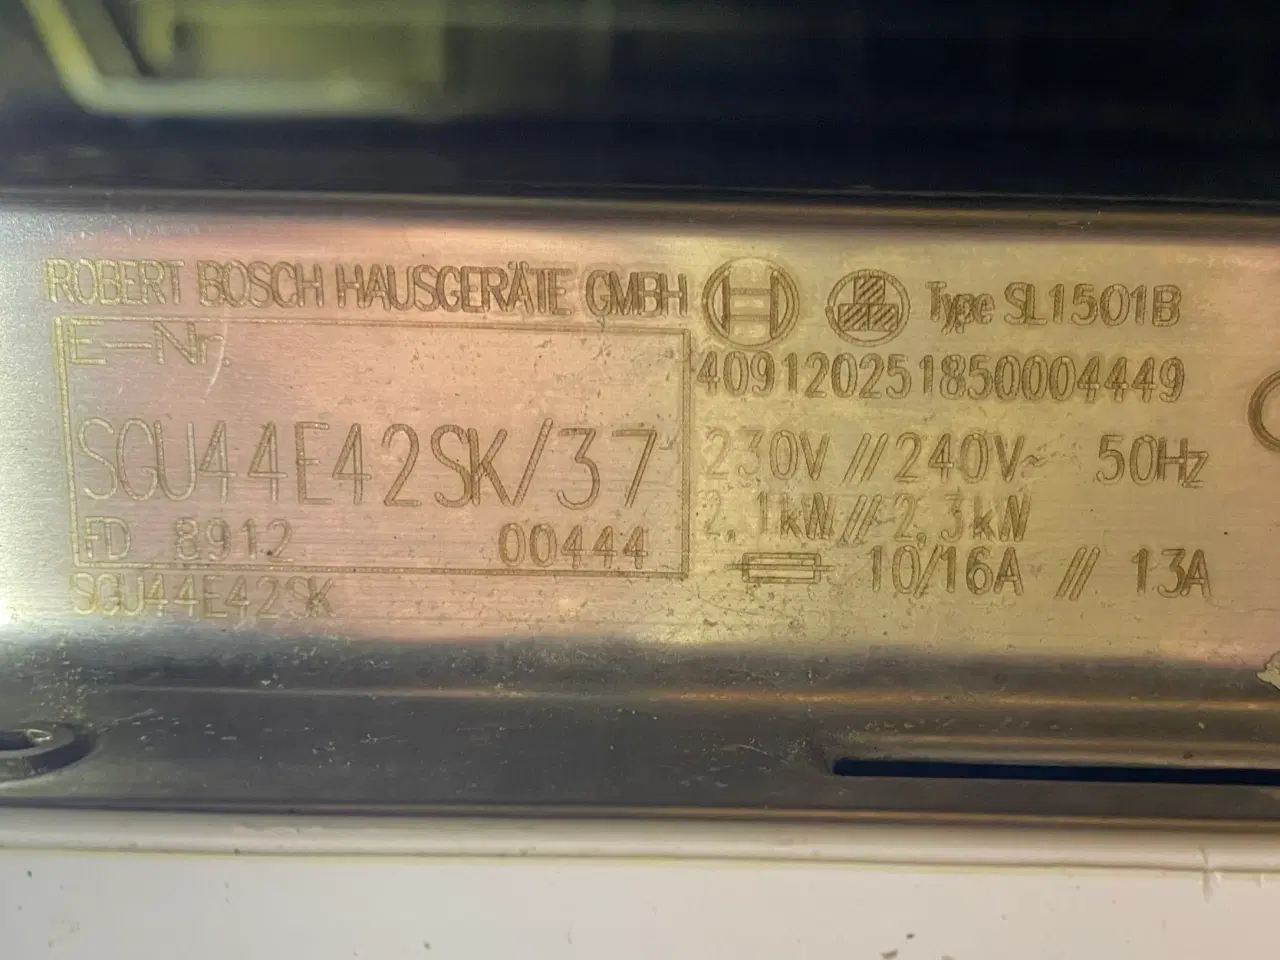 ROBERT BOSCH HAUSGERÄTE GMBH Type SL1501B
E-Nr. 409120251850004449
SGU44E42SK/37 230V//240V~ 50Hz
2,1kW//2,3kW
FD 8912 00444 10/16A // 13A
SGU44E42SK